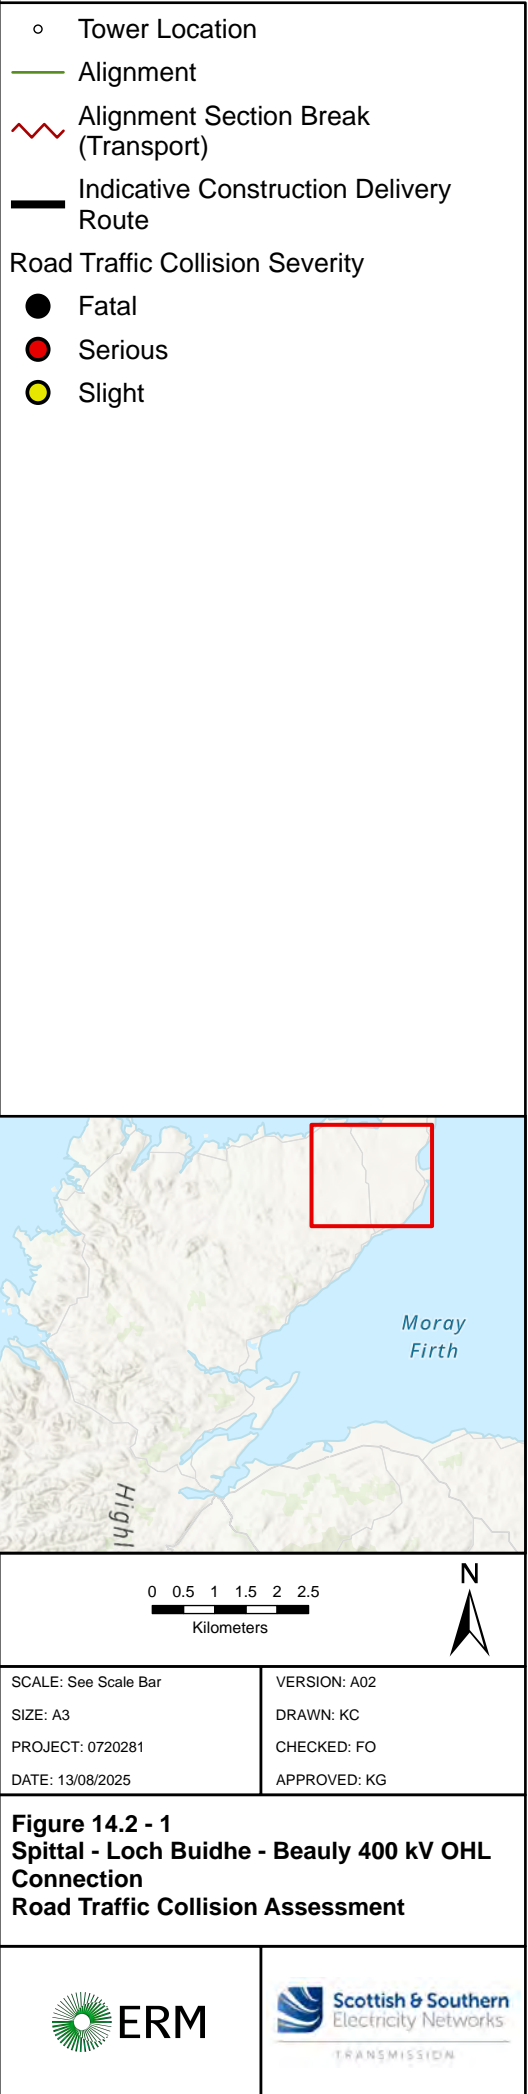 Tower Location
Alignment
Alignment Section Break
(Transport)
Indicative Construction Delivery
Route
Road Traffic Collision Severity
Fatal
Serious
Slight
Moray
Firth
Highl
0 0.5 1 1.5 2 2.5
Kilometers
N
SCALE: See Scale Bar
SIZE: A3
PROJECT: 0720281
DATE: 13/08/2025
VERSION: A02
DRAWN: KC
CHECKED: FO
APPROVED: KG
Figure 14.2 - 1
Spittal - Loch Buidhe - Beauly 400 kV OHL
Connection
Road Traffic Collision Assessment
ERM
Scottish & Southern
Electricity Networks
TRANSMISSION